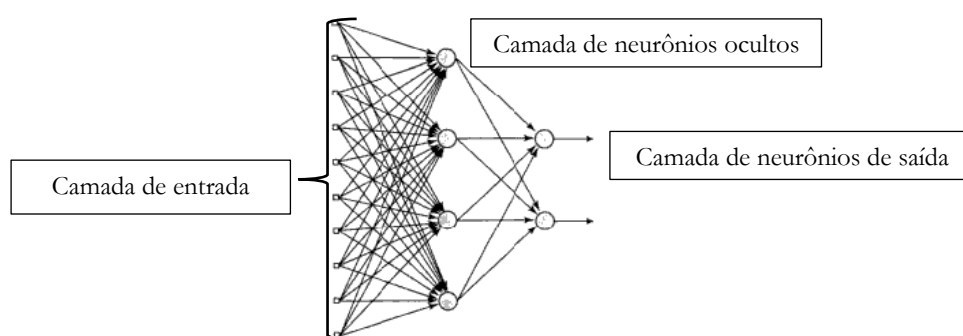 Camada de neurônios ocultos
Camada de neurônios de saída
Camada de entrada